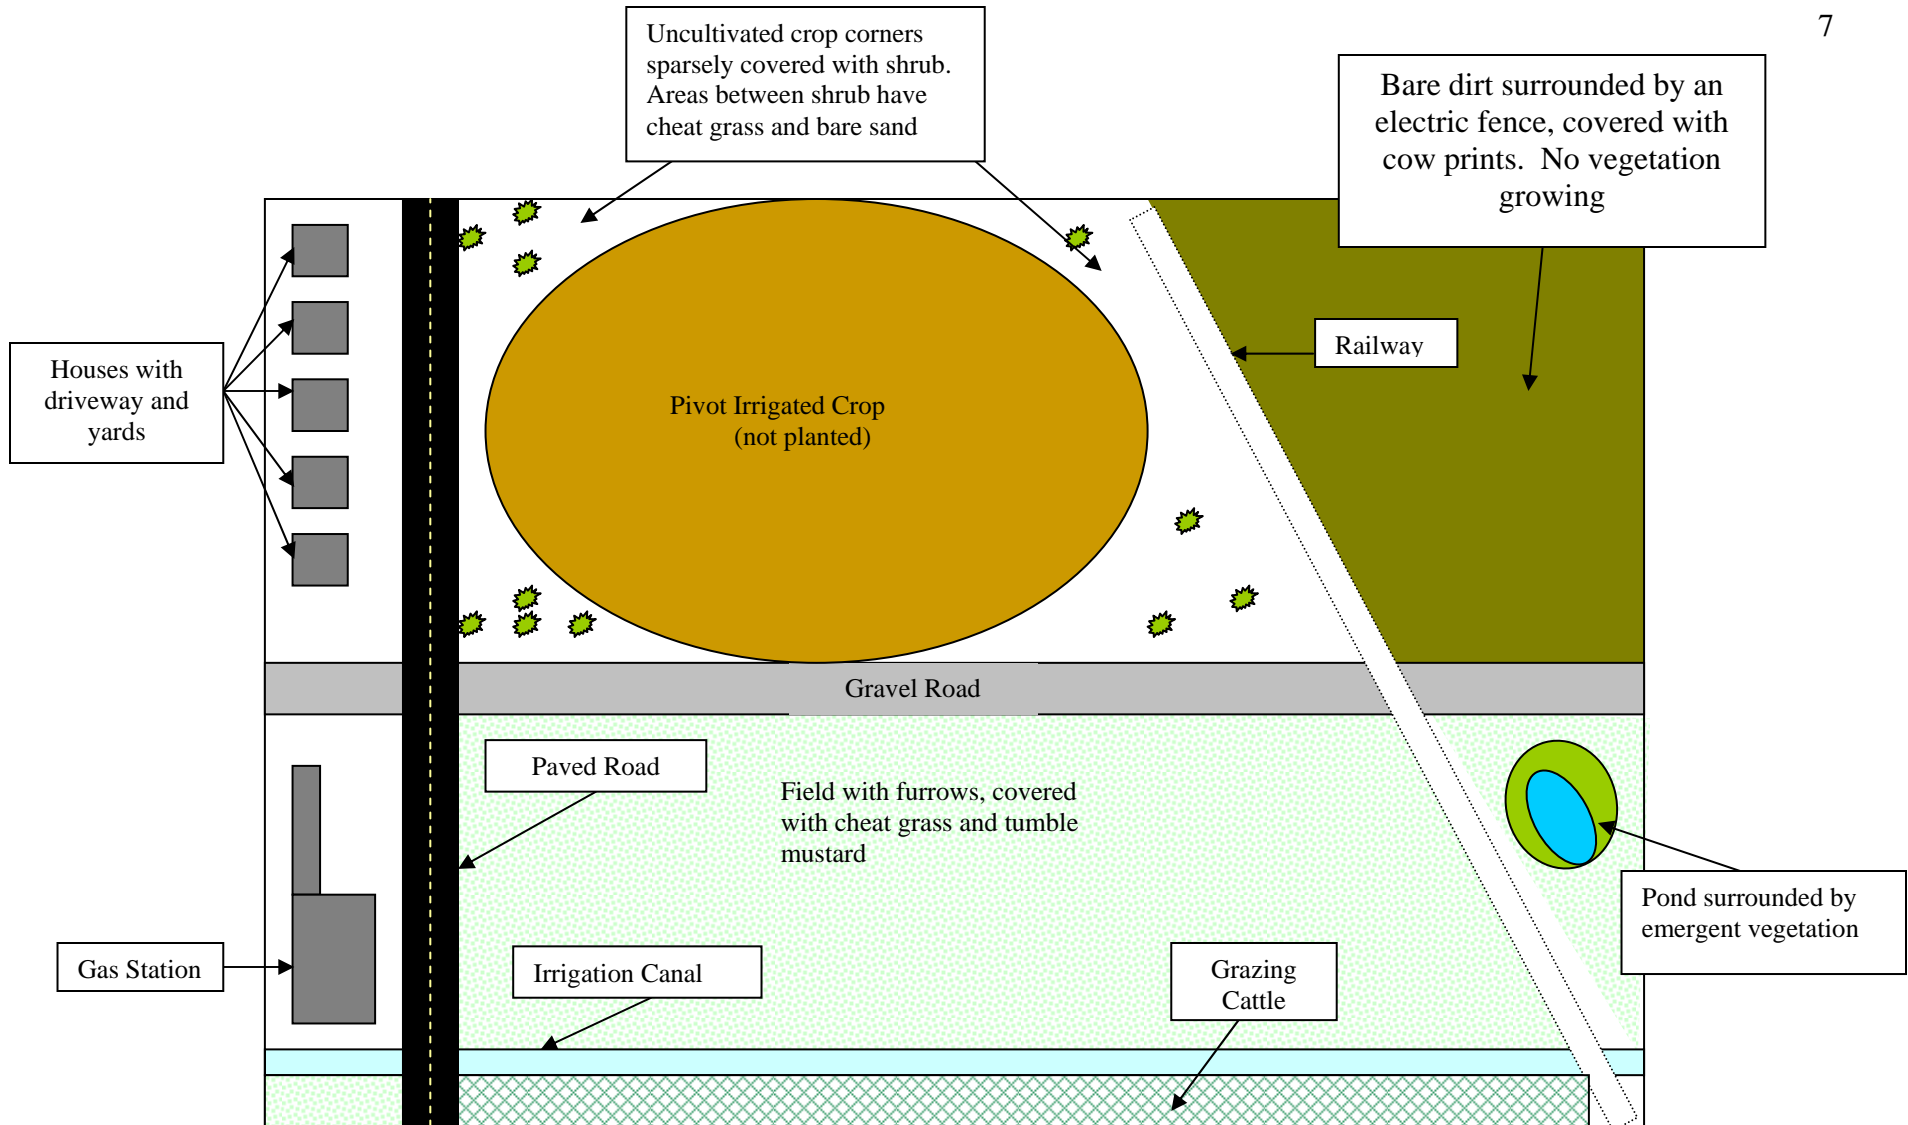 7
Uncultivated crop corners
sparsely covered with shrub.
Areas between shrub have
cheat grass and bare sand
Bare dirt surrounded by an
electric fence, covered with
cow prints.  No vegetation
growing
Railway
Houses with
driveway and
yards
Pivot Irrigated Crop
(not planted)
Gravel Road
Paved Road
Field with furrows, covered
with cheat grass and tumble
mustard
Pond surrounded by
emergent vegetation
Gas Station
Irrigation Canal
Grazing
Cattle